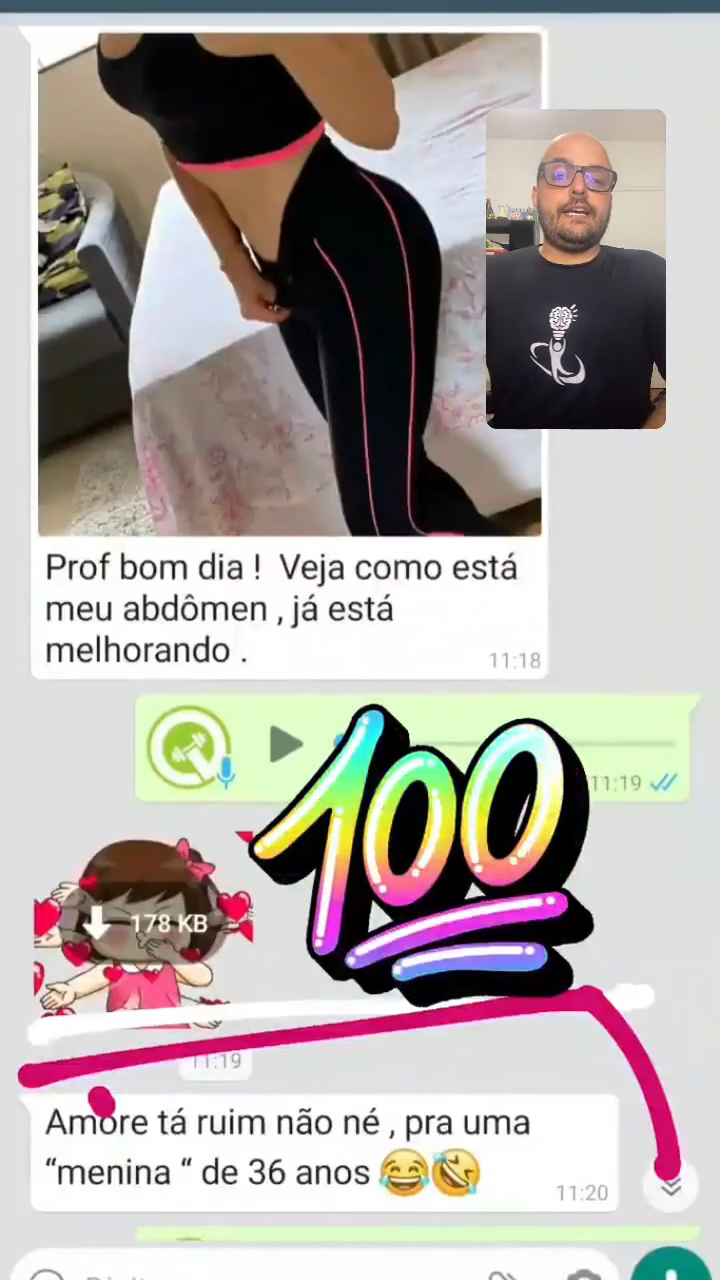 Prof bom dia ! Veja como está
meu abdômen , já está
melhorando .
11:18
11:19
100
178 KB
11:19
Amore tá ruim não né , pra uma
“menina “ de 36 anos 😂🤣
11:20